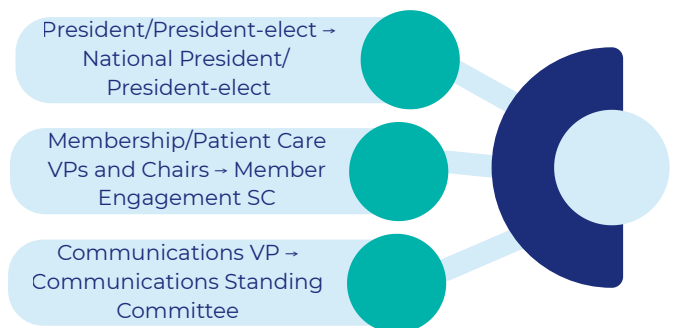 President/President-elect →
National President/
President-elect
Membership/Patient Care
VPs and Chairs → Member
Engagement SC
Communications VP →
Communications Standing
Committee